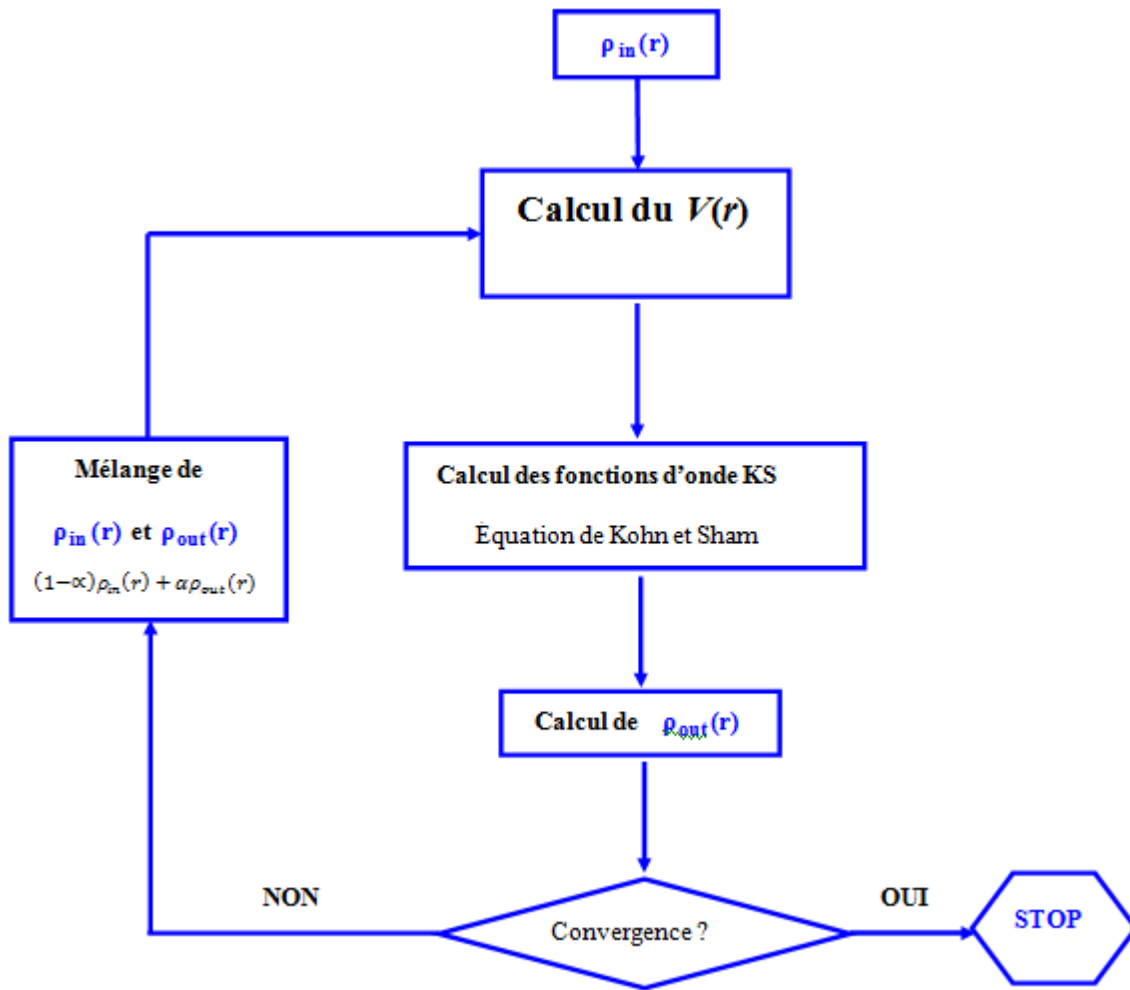 ρ in (r)
Calcul du V(r)
Mélange de
ρin (r) et ρout(r)
(1−∝)ρin(r) + αρout(r)
Calcul des fonctions d’onde KS
Équation de Kohn et Sham
Calcul de ρout(r)
NON
Convergence ?
OUI
STOP